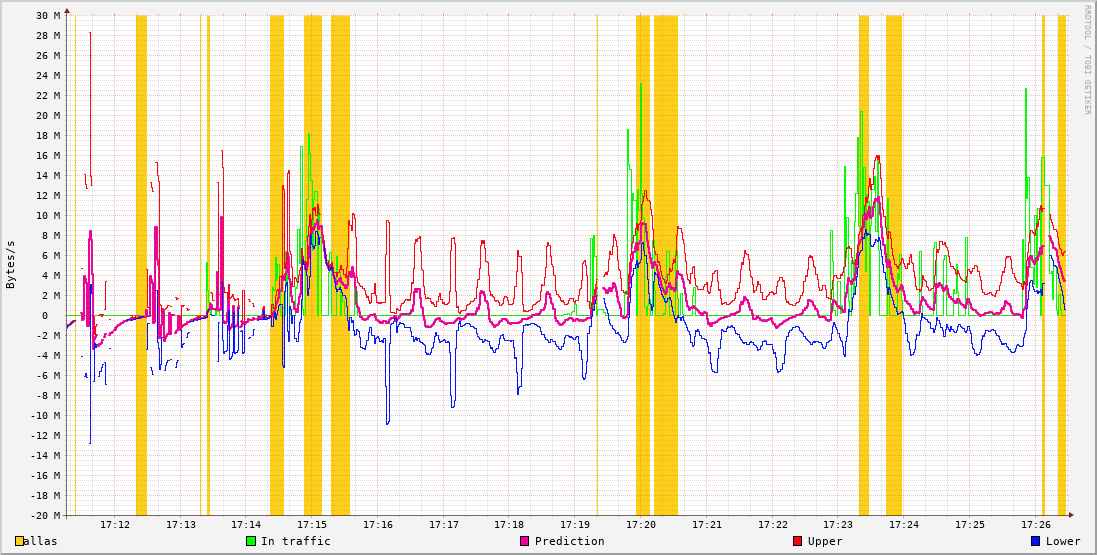 30 M
28 M
26 M
24 M
22 M
20 M
18 M
16 M
14 M
12 M
10 M
8 M
6 M
4 M
2 M
0
-2 M
-4 M
-6 M
-8 M
-10 M
-12 M
-14 M
-16 M
-18 M
-20 M
Bytes/s
RRDTOOL / TOBI OETIKER
17:12 17:13 17:14 17:15 17:16 17:17 17:18 17:19 17:20 17:21 17:22 17:23 17:24 17:25 17:26
allas In traffic Prediction Upper Lower